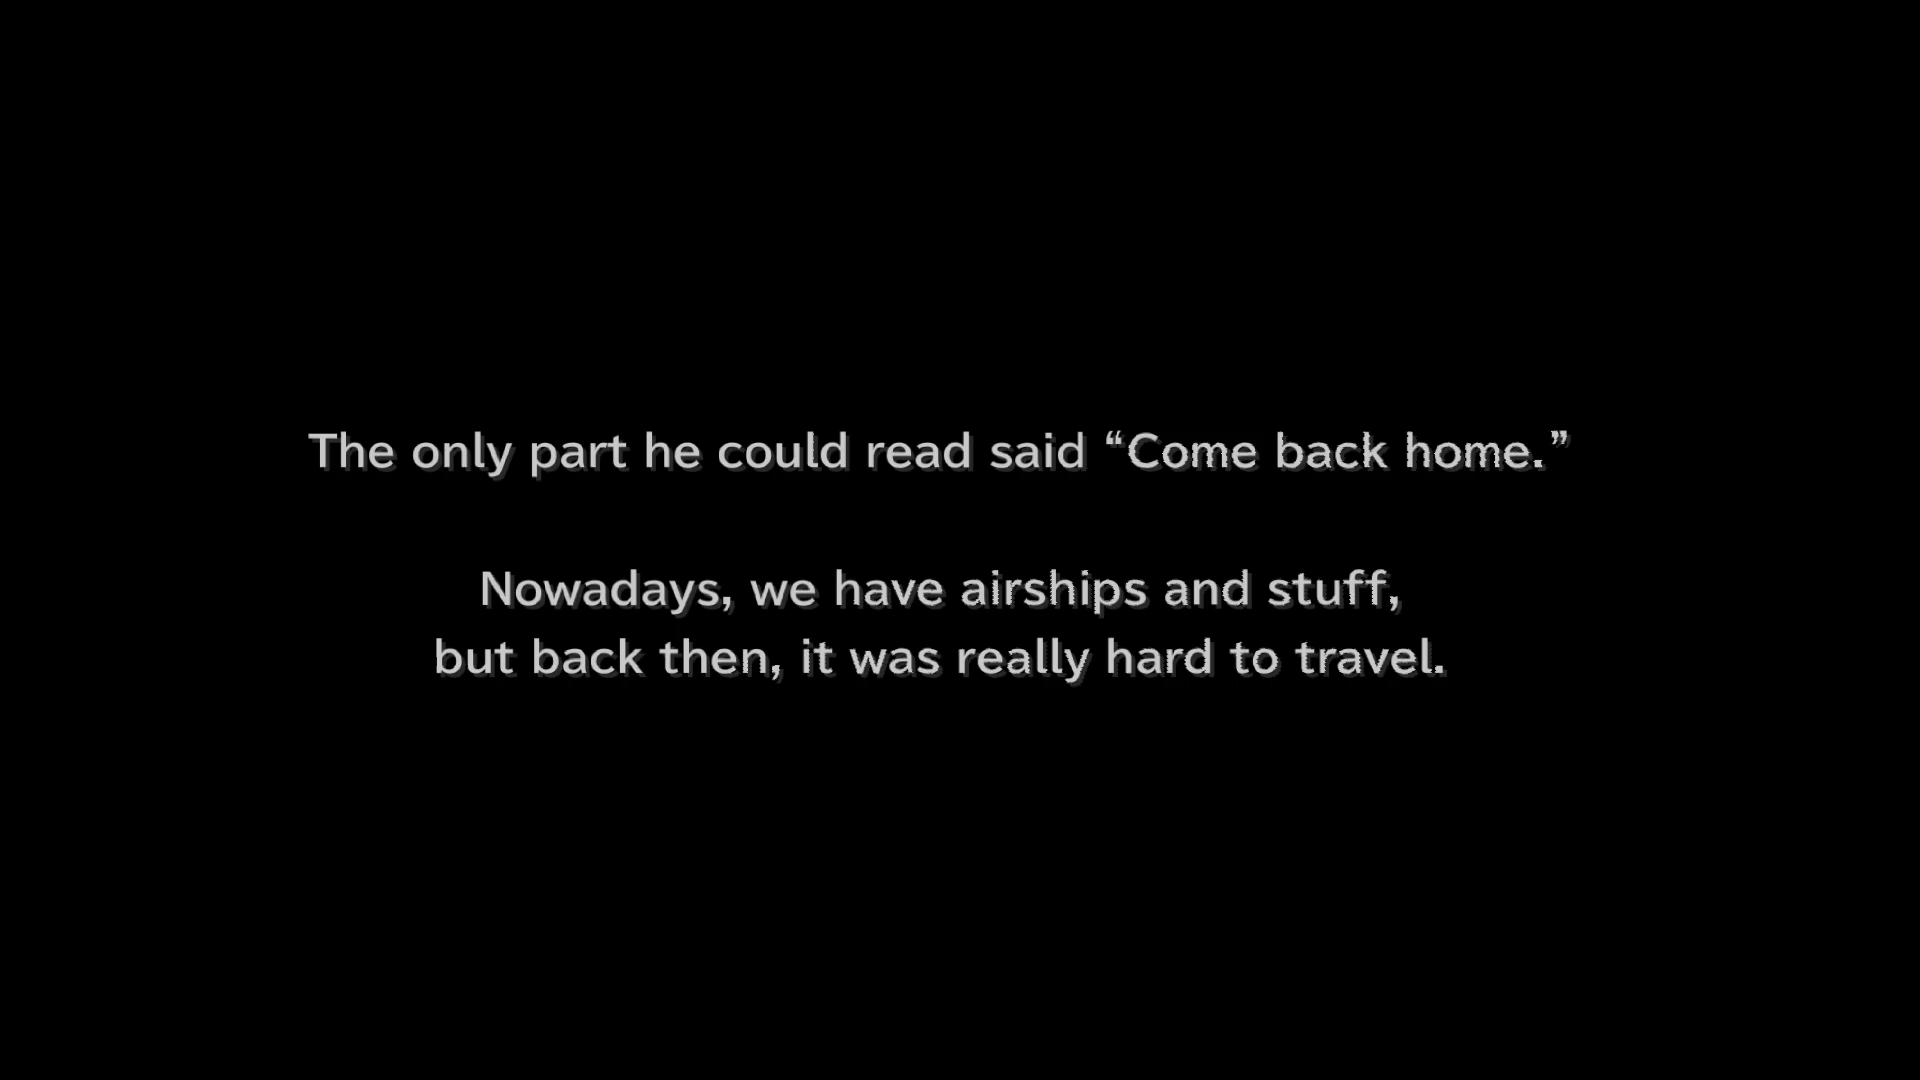 The only part he could read said “Come back home.”
Nowadays, we have airships and stuff,
but back then, it was really hard to travel.